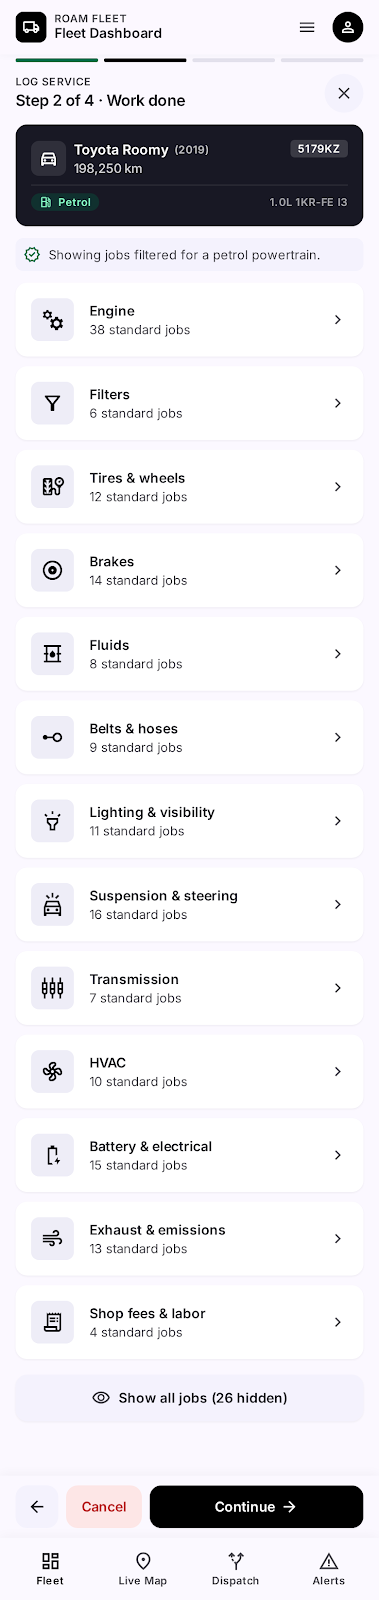 ROAM FLEET
Fleet Dashboard
LOG SERVICE
Step 2 of 4 · Work done
Toyota Roomy (2019) 5179KZ
198,250 km
Petrol 1.0L 1KR-FE I3
Showing jobs filtered for a petrol powertrain.
Engine
38 standard jobs
Filters
6 standard jobs
Tires & wheels
12 standard jobs
Brakes
14 standard jobs
Fluids
8 standard jobs
Belts & hoses
9 standard jobs
Lighting & visibility
11 standard jobs
Suspension & steering
16 standard jobs
Transmission
7 standard jobs
HVAC
10 standard jobs
Battery & electrical
15 standard jobs
Exhaust & emissions
13 standard jobs
Shop fees & labor
4 standard jobs
Show all jobs (26 hidden)
Cancel Continue
Fleet Live Map Dispatch Alerts